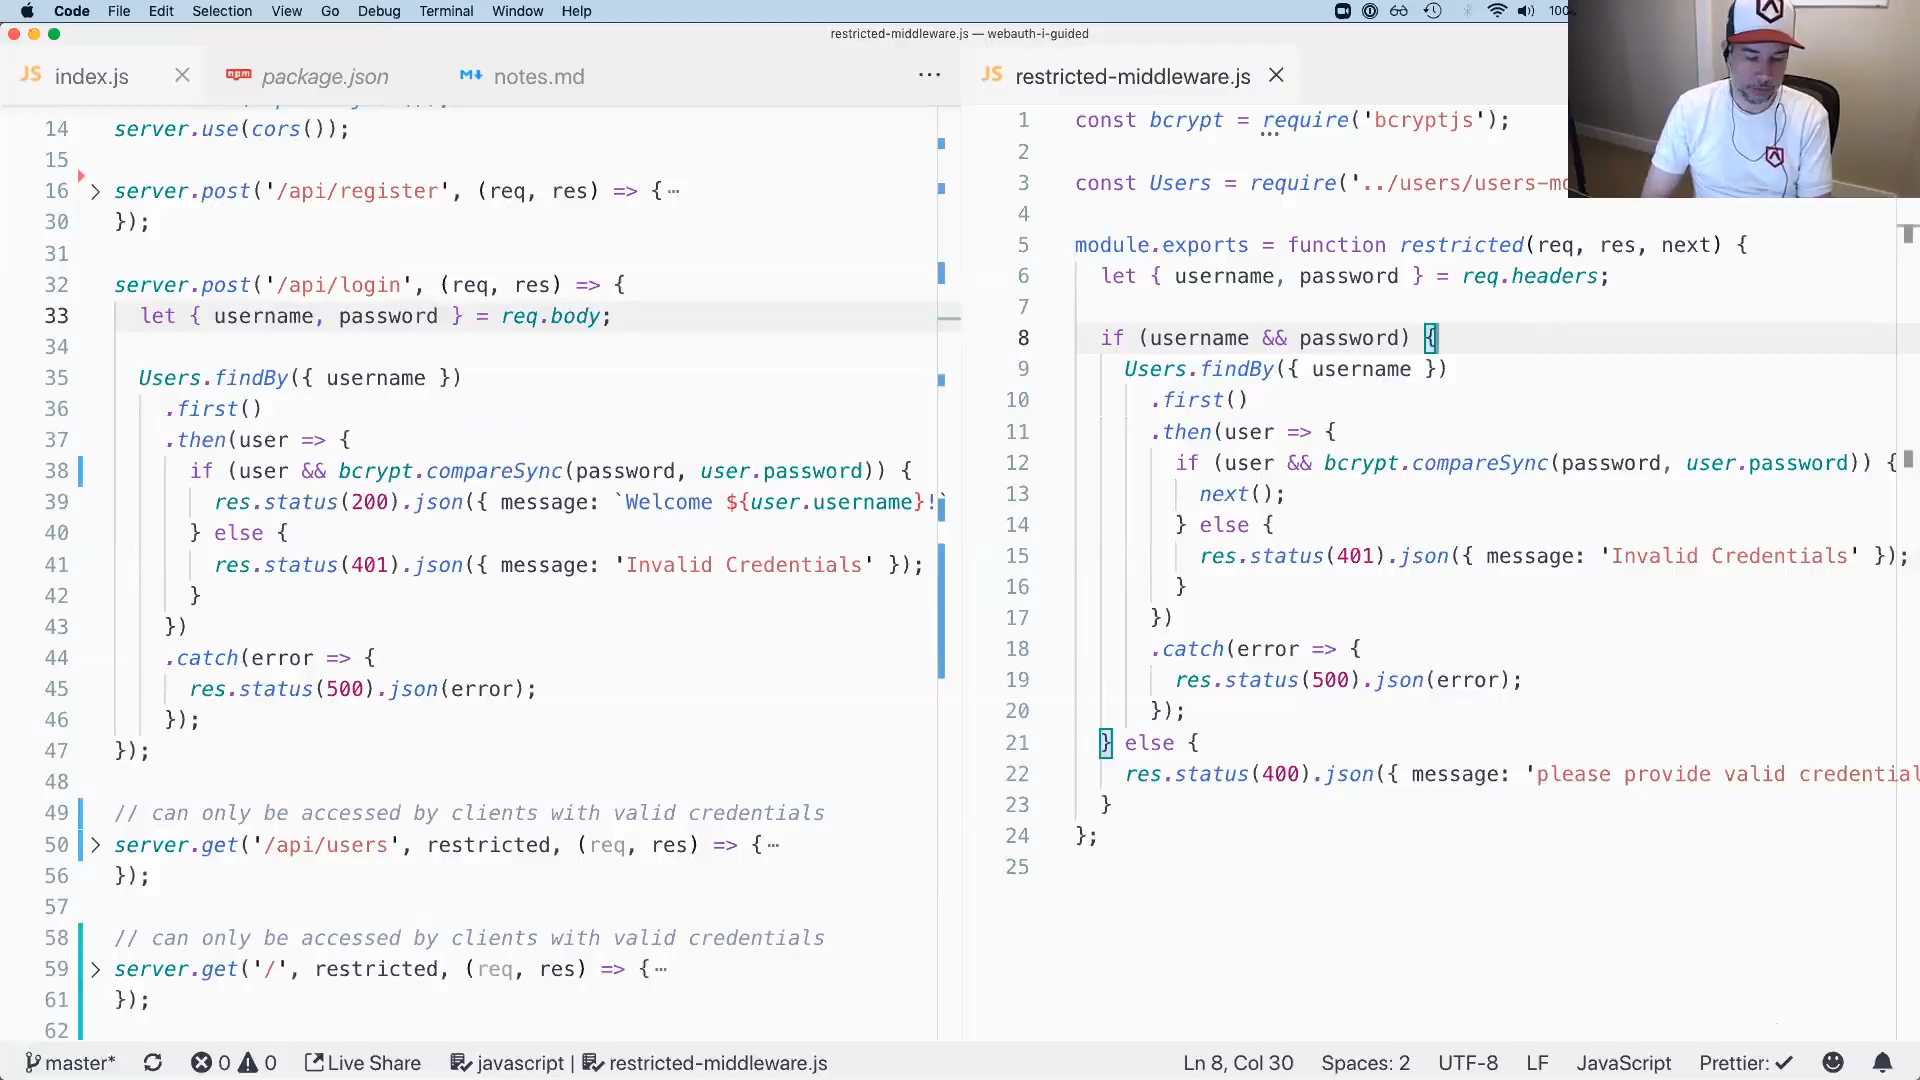 Code File Edit Selection View Go Debug Terminal Window Help 100
restricted-middleware.js — webauth-i-guided
JS index.js package.json notes.md ...
14 server.use(cors());
15
16 server.post('/api/register', (req, res) => {
30 });
31
32 server.post('/api/login', (req, res) => {
33 let { username, password } = req.body;
34
35 Users.findBy({ username })
36 .first()
37 .then(user => {
38 if (user && bcrypt.compareSync(password, user.password)) {
39 res.status(200).json({ message: `Welcome ${user.username}!`
40 } else {
41 res.status(401).json({ message: 'Invalid Credentials' });
42 }
43 })
44 .catch(error => {
45 res.status(500).json(error);
46 });
47 });
48
49 // can only be accessed by clients with valid credentials
50 server.get('/api/users', restricted, (req, res) => {
56 });
57
58 // can only be accessed by clients with valid credentials
59 server.get('/', restricted, (req, res) => {
61 });
62
JS restricted-middleware.js
1 const bcrypt = require('bcryptjs');
2
3 const Users = require('../users/users-mo
4
5 module.exports = function restricted(req, res, next) {
6 let { username, password } = req.headers;
7
8 if (username && password) {
9 Users.findBy({ username })
10 .first()
11 .then(user => {
12 if (user && bcrypt.compareSync(password, user.password)) {
13 next();
14 } else {
15 res.status(401).json({ message: 'Invalid Credentials' });
16 }
17 })
18 .catch(error => {
19 res.status(500).json(error);
20 });
21 } else {
22 res.status(400).json({ message: 'please provide valid credential
23 }
24 };
25
master* 0 0 Live Share javascript | restricted-middleware.js Ln 8, Col 30 Spaces: 2 UTF-8 LF JavaScript Prettier: ✓